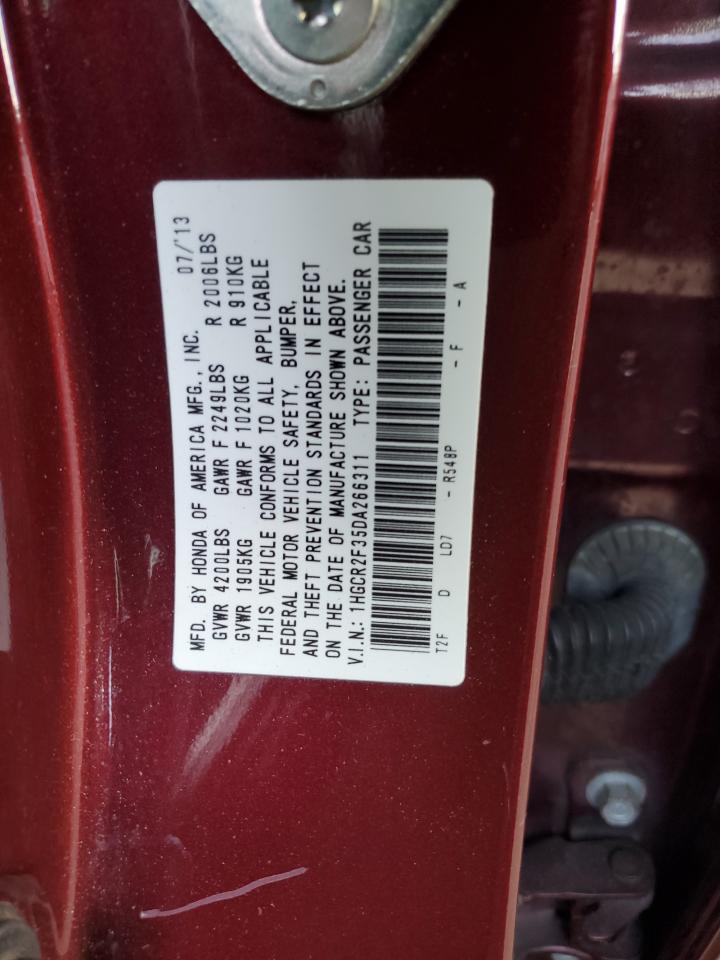 MFD. BY HONDA OF AMERICA MFG., INC. 07/'13
GVWR 4200LBS GAWR F 2249LBS R 2006LBS
GVWR 1905KG GAWR F 1020KG R 910KG
THIS VEHICLE CONFORMS TO ALL APPLICABLE
FEDERAL MOTOR VEHICLE SAFETY, BUMPER,
AND THEFT PREVENTION STANDARDS IN EFFECT
ON THE DATE OF MANUFACTURE SHOWN ABOVE.
V.I.N.: 1HGCR2F35DA266311 TYPE: PASSENGER CAR
T2F D LD7 - R548P - F - A